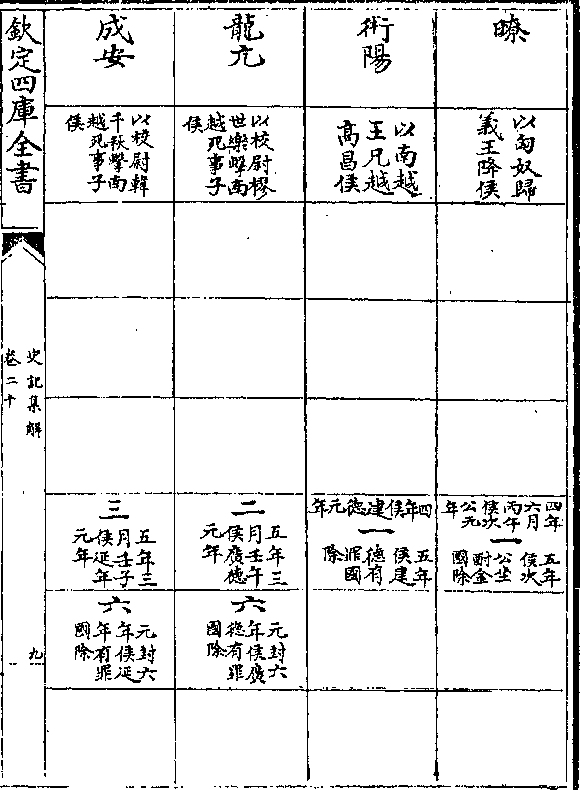 瞭
以匈奴歸
義王降侯
四年
六月
丙午
侯次
公元
年
一
五年
侯次
公坐
酎金
國除
術陽
以南越
王兄越
高昌侯
四年侯建德元年
一
五年
侯建
德有
罪國
除
龍亢
以校尉摎
世樂擊南
越死事子
侯
二
五年三
月壬午
侯廣德
元年
六
元封六
年侯廣
德有罪
國除
成安
以校尉韓
千秋擊南
越死事子
侯
三
五年三
月壬子
侯延年
元年
六
元封六
年侯延
年有罪
國除
欽定四庫全書
史記集解
卷二十
九